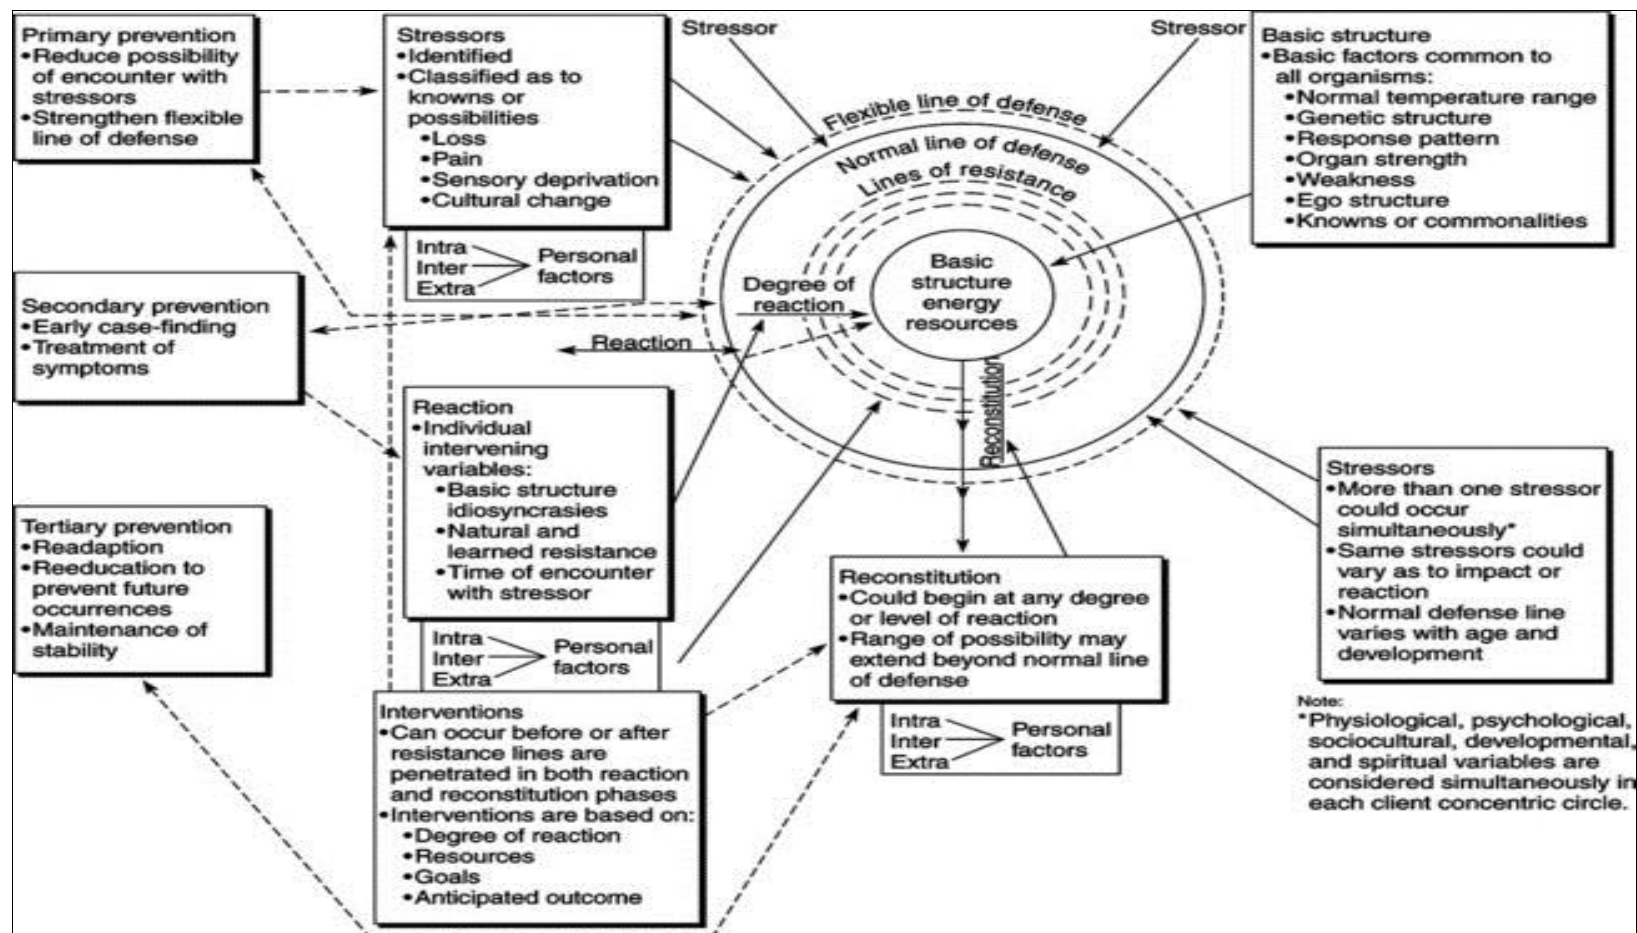 Primary prevention
•Reduce possibility
of encounter with
stressors
•Strengthen flexible
line of defense
Stressors
•Identified
•Classified as to
knowns or
possibilities
•Loss
•Pain
•Sensory deprivation
•Cultural change
Intra
Inter
Extra
Personal
factors
Stressor
Stressor
Basic structure
•Basic factors common to
all organisms:
•Normal temperature range
•Genetic structure
•Response pattern
•Organ strength
•Weakness
•Ego structure
•Knowns or commonalities
Flexible line of defense
Normal line of defense
Lines of resistance
Basic
structure
energy
resources
Degree of
reaction
Reaction
Reconstitution
Secondary prevention
•Early case-finding
•Treatment of
symptoms
Reaction
•Individual
intervening
variables:
•Basic structure
idiosyncrasies
•Natural and
learned resistance
•Time of encounter
with stressor
Intra
Inter
Extra
Personal
factors
Tertiary prevention
•Readaption
•Reeducation to
prevent future
occurrences
•Maintenance of
stability
Interventions
•Can occur before or after
resistance lines are
penetrated in both reaction
and reconstitution phases
•Interventions are based on:
•Degree of reaction
•Resources
•Goals
•Anticipated outcome
Reconstitution
•Could begin at any degree
or level of reaction
•Range of possibility may
extend beyond normal line
of defense
Intra
Inter
Extra
Personal
factors
Stressors
•More than one stressor
could occur
simultaneously*
•Same stressors could
vary as to impact or
reaction
•Normal defense line
varies with age and
development
Note:
*Physiological, psychological,
sociocultural, developmental,
and spiritual variables are
considered simultaneously in
each client concentric circle.